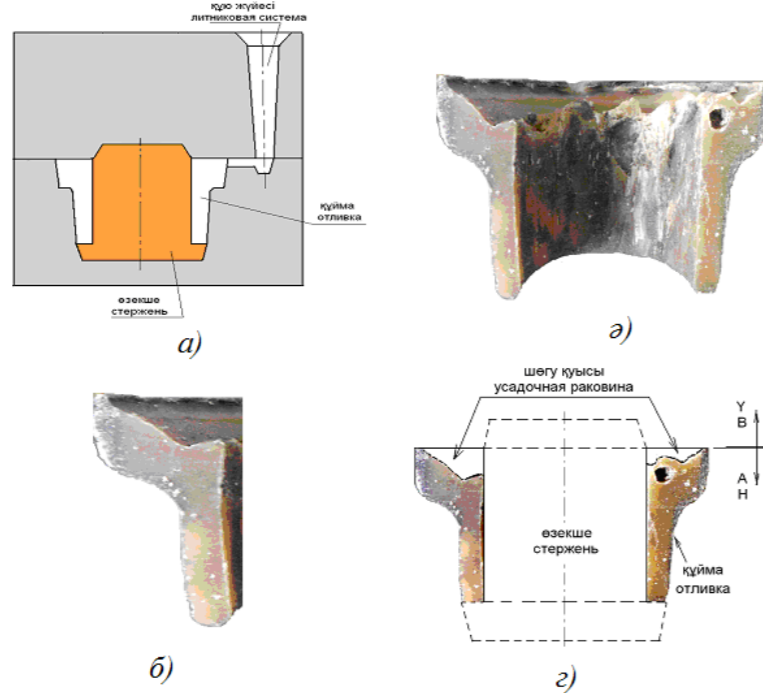 құю жүйесі
литниковая система
құйма
отливка
өзекше
стержень
а)
ә)
б)
шөгу қуысы
усадочная раковина
Ү
В
А
Н
өзекше
стержень
құйма
отливка
г)